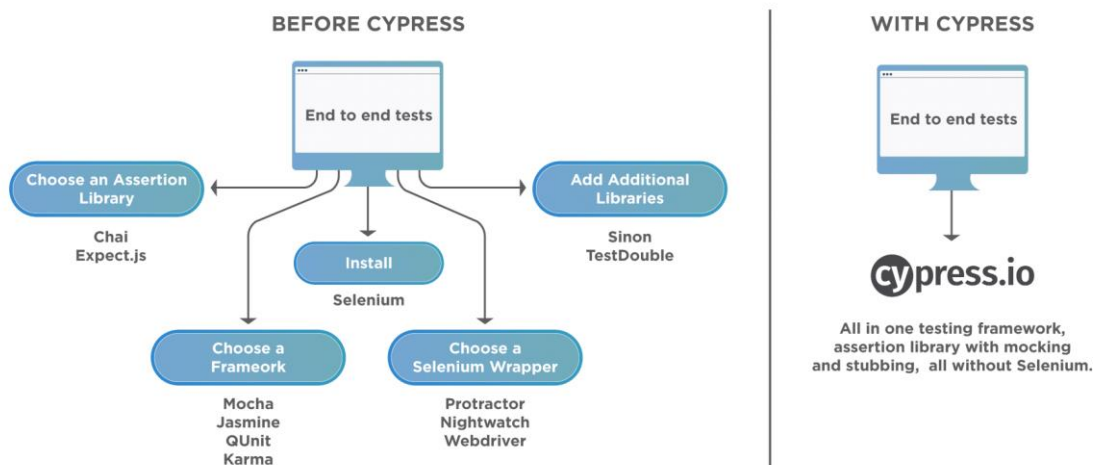 BEFORE CYPRESS
End to end tests
Choose an Assertion
Library
Chai
Expect.js
Add Additional
Libraries
Sinon
TestDouble
Install
Selenium
Choose a
Frameork
Mocha
Jasmine
QUnit
Karma
Choose a
Selenium Wrapper
Protractor
Nightwatch
Webdriver
WITH CYPRESS
End to end tests
cypress.io
All in one testing framework,
assertion library with mocking
and stubbing, all without Selenium.